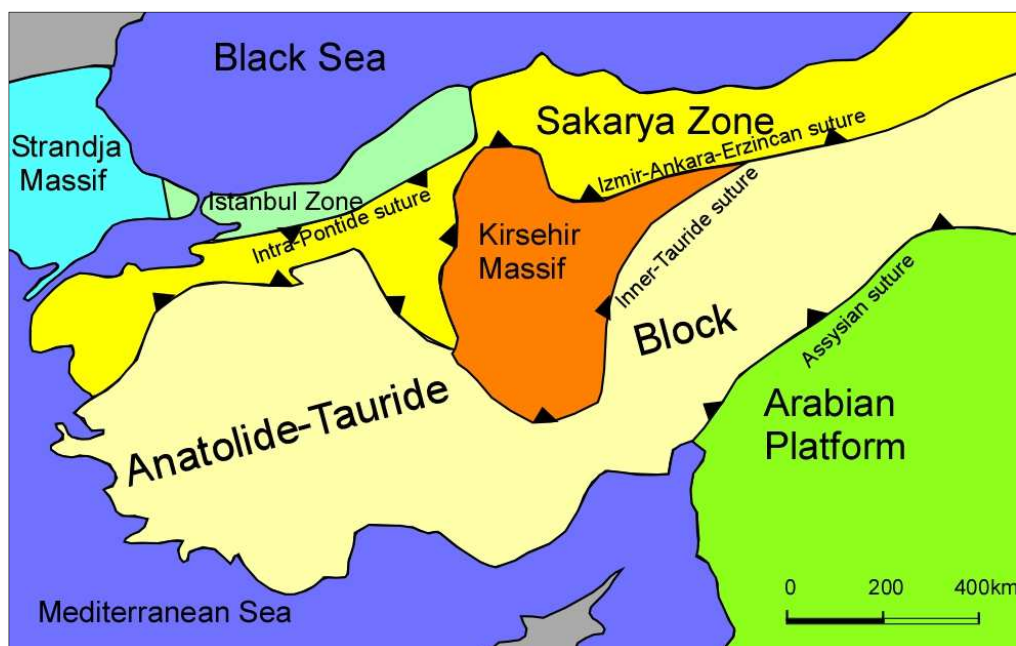 Black Sea
Strandja
Massif
Sakarya Zone
Istanbul Zone
Izmir-Ankara-Erzincan suture
Intra-Pontide suture
Kirsehir
Massif
Inner-Tauride suture
Anatolide-Tauride
Block
Assysian suture
Arabian
Platform
Mediterranean Sea
0 200 400km